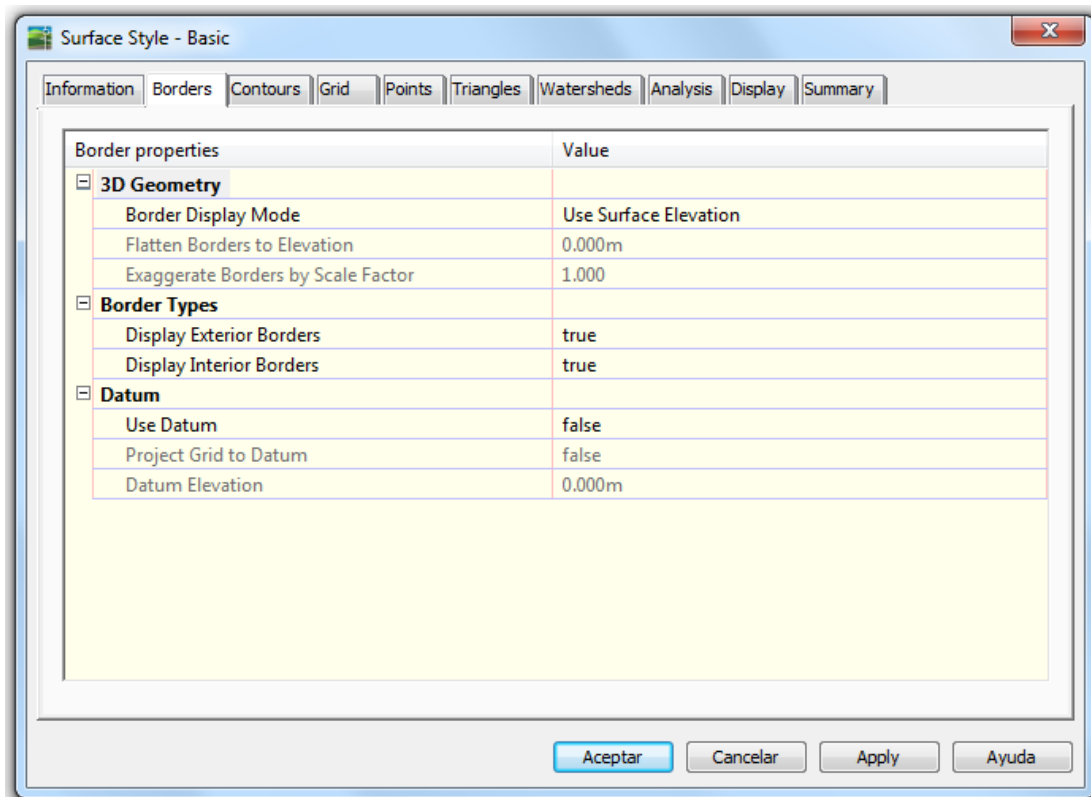 Surface Style - Basic
Information Borders Contours Grid Points Triangles Watersheds Analysis Display Summary
Border properties Value
3D Geometry
Border Display Mode Use Surface Elevation
Flatten Borders to Elevation 0.000m
Exaggerate Borders by Scale Factor 1.000
Border Types
Display Exterior Borders true
Display Interior Borders true
Datum
Use Datum false
Project Grid to Datum false
Datum Elevation 0.000m
Aceptar Cancelar Apply Ayuda